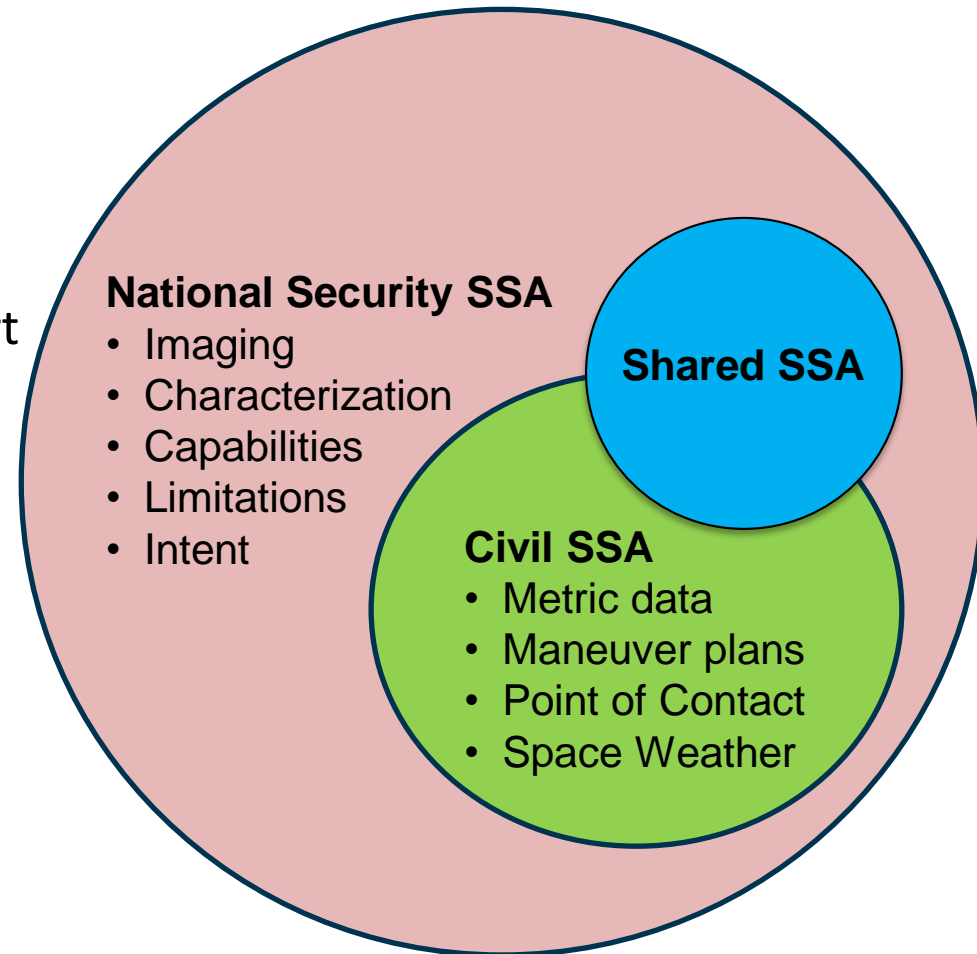 National Security SSA
• Imaging
• Characterization
• Capabilities
• Limitations
• Intent
rt
Shared SSA
Civil SSA
• Metric data
• Maneuver plans
• Point of Contact
• Space Weather